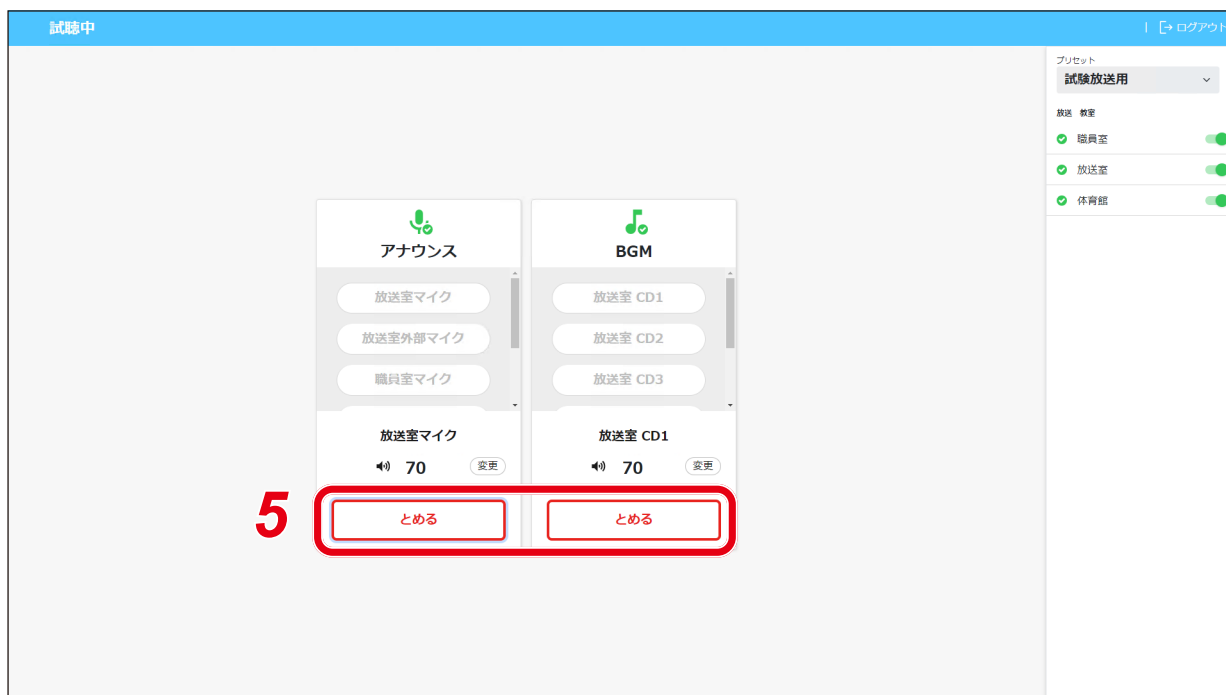 試聴中
| ログアウト
プリセット
試験放送用
放送 教室
職員室
放送室
体育館
アナウンス
放送室マイク
放送室外部マイク
職員室マイク
放送室マイク
70 変更
とめる
BGM
放送室 CD1
放送室 CD2
放送室 CD3
放送室 CD1
70 変更
とめる
5